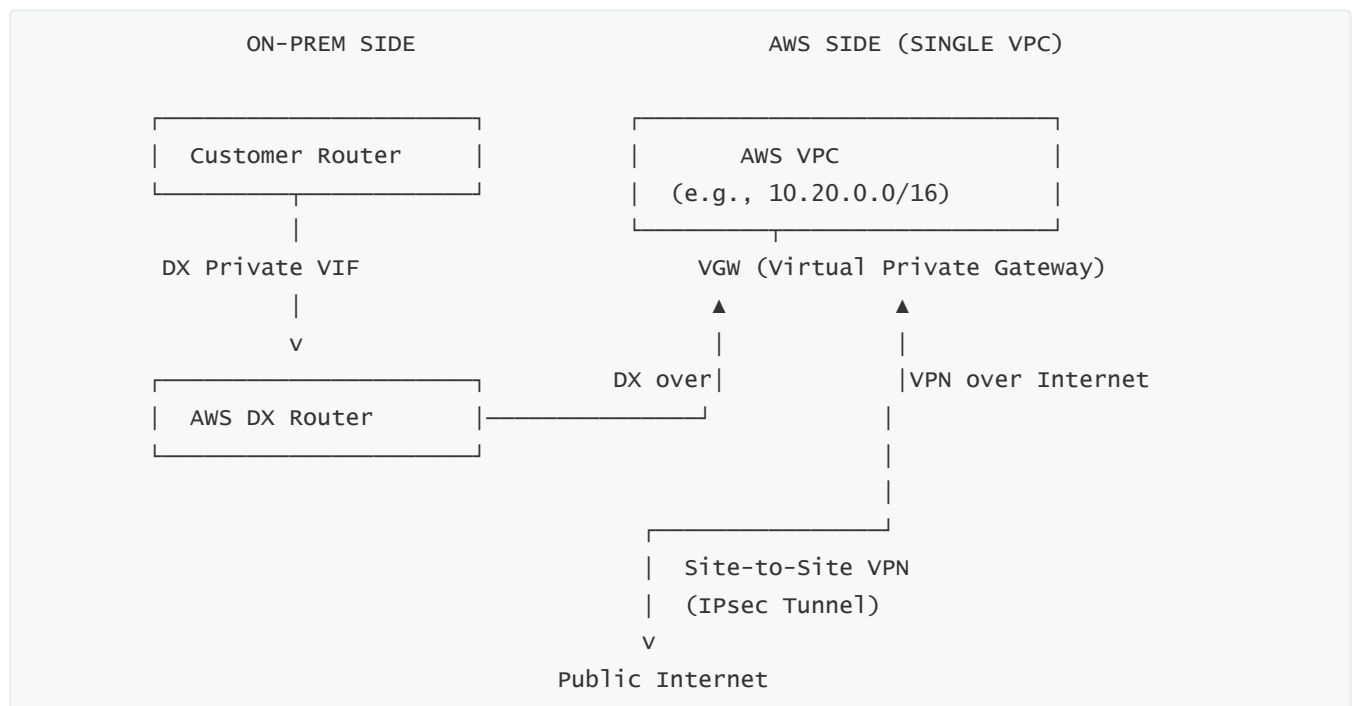 ON-PREM SIDE AWS SIDE (SINGLE VPC)
Customer Router AWS VPC
(e.g., 10.20.0.0/16)
DX Private VIF VGW (Virtual Private Gateway)
v
DX over VPN over Internet
AWS DX Router
Site-to-Site VPN
(IPsec Tunnel)
v
Public Internet